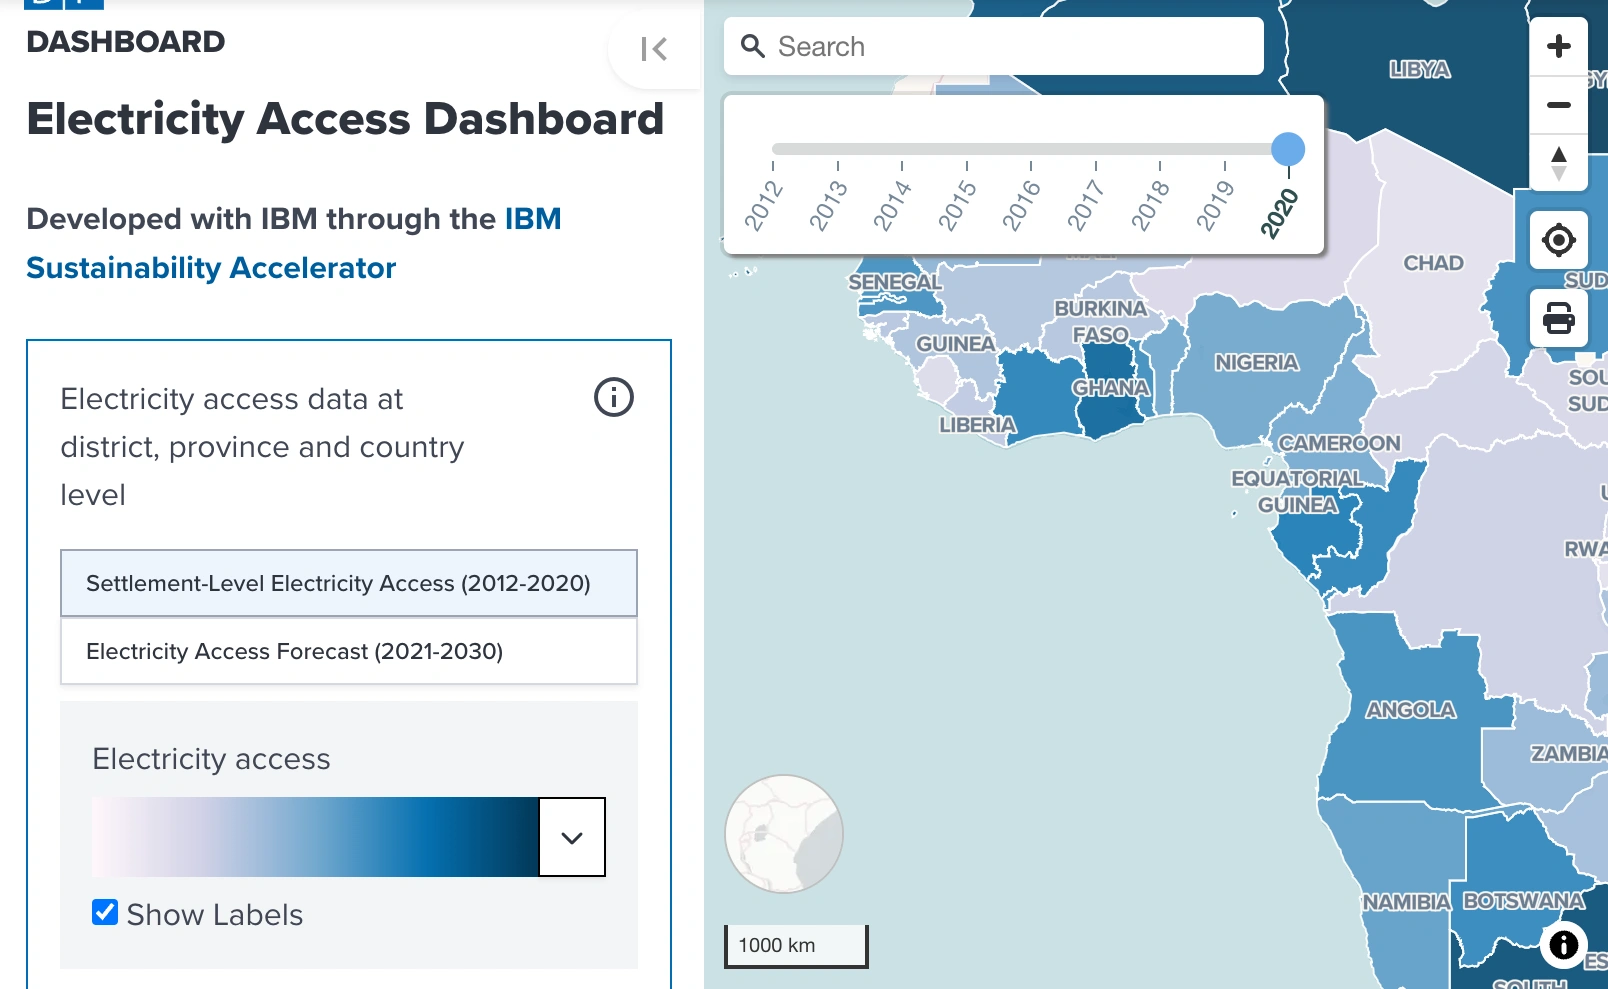 DASHBOARD
Electricity Access Dashboard
Developed with IBM through the IBM
Sustainability Accelerator
Electricity access data at
district, province and country
level
Settlement-Level Electricity Access (2012-2020)
Electricity Access Forecast (2021-2030)
Electricity access
Show Labels
Search
2012
2013
2014
2015
2016
2017
2018
2019
2020
LIBYA
CHAD
SENEGAL
BURKINA
FASO
GUINEA
NIGERIA
GHANA
LIBERIA
CAMEROON
EQUATORIAL
GUINEA
SUD
SOU
SUD
RWA
ANGOLA
ZAMBIA
NAMIBIA
BOTSWANA
ES
SOUTH
1000 km